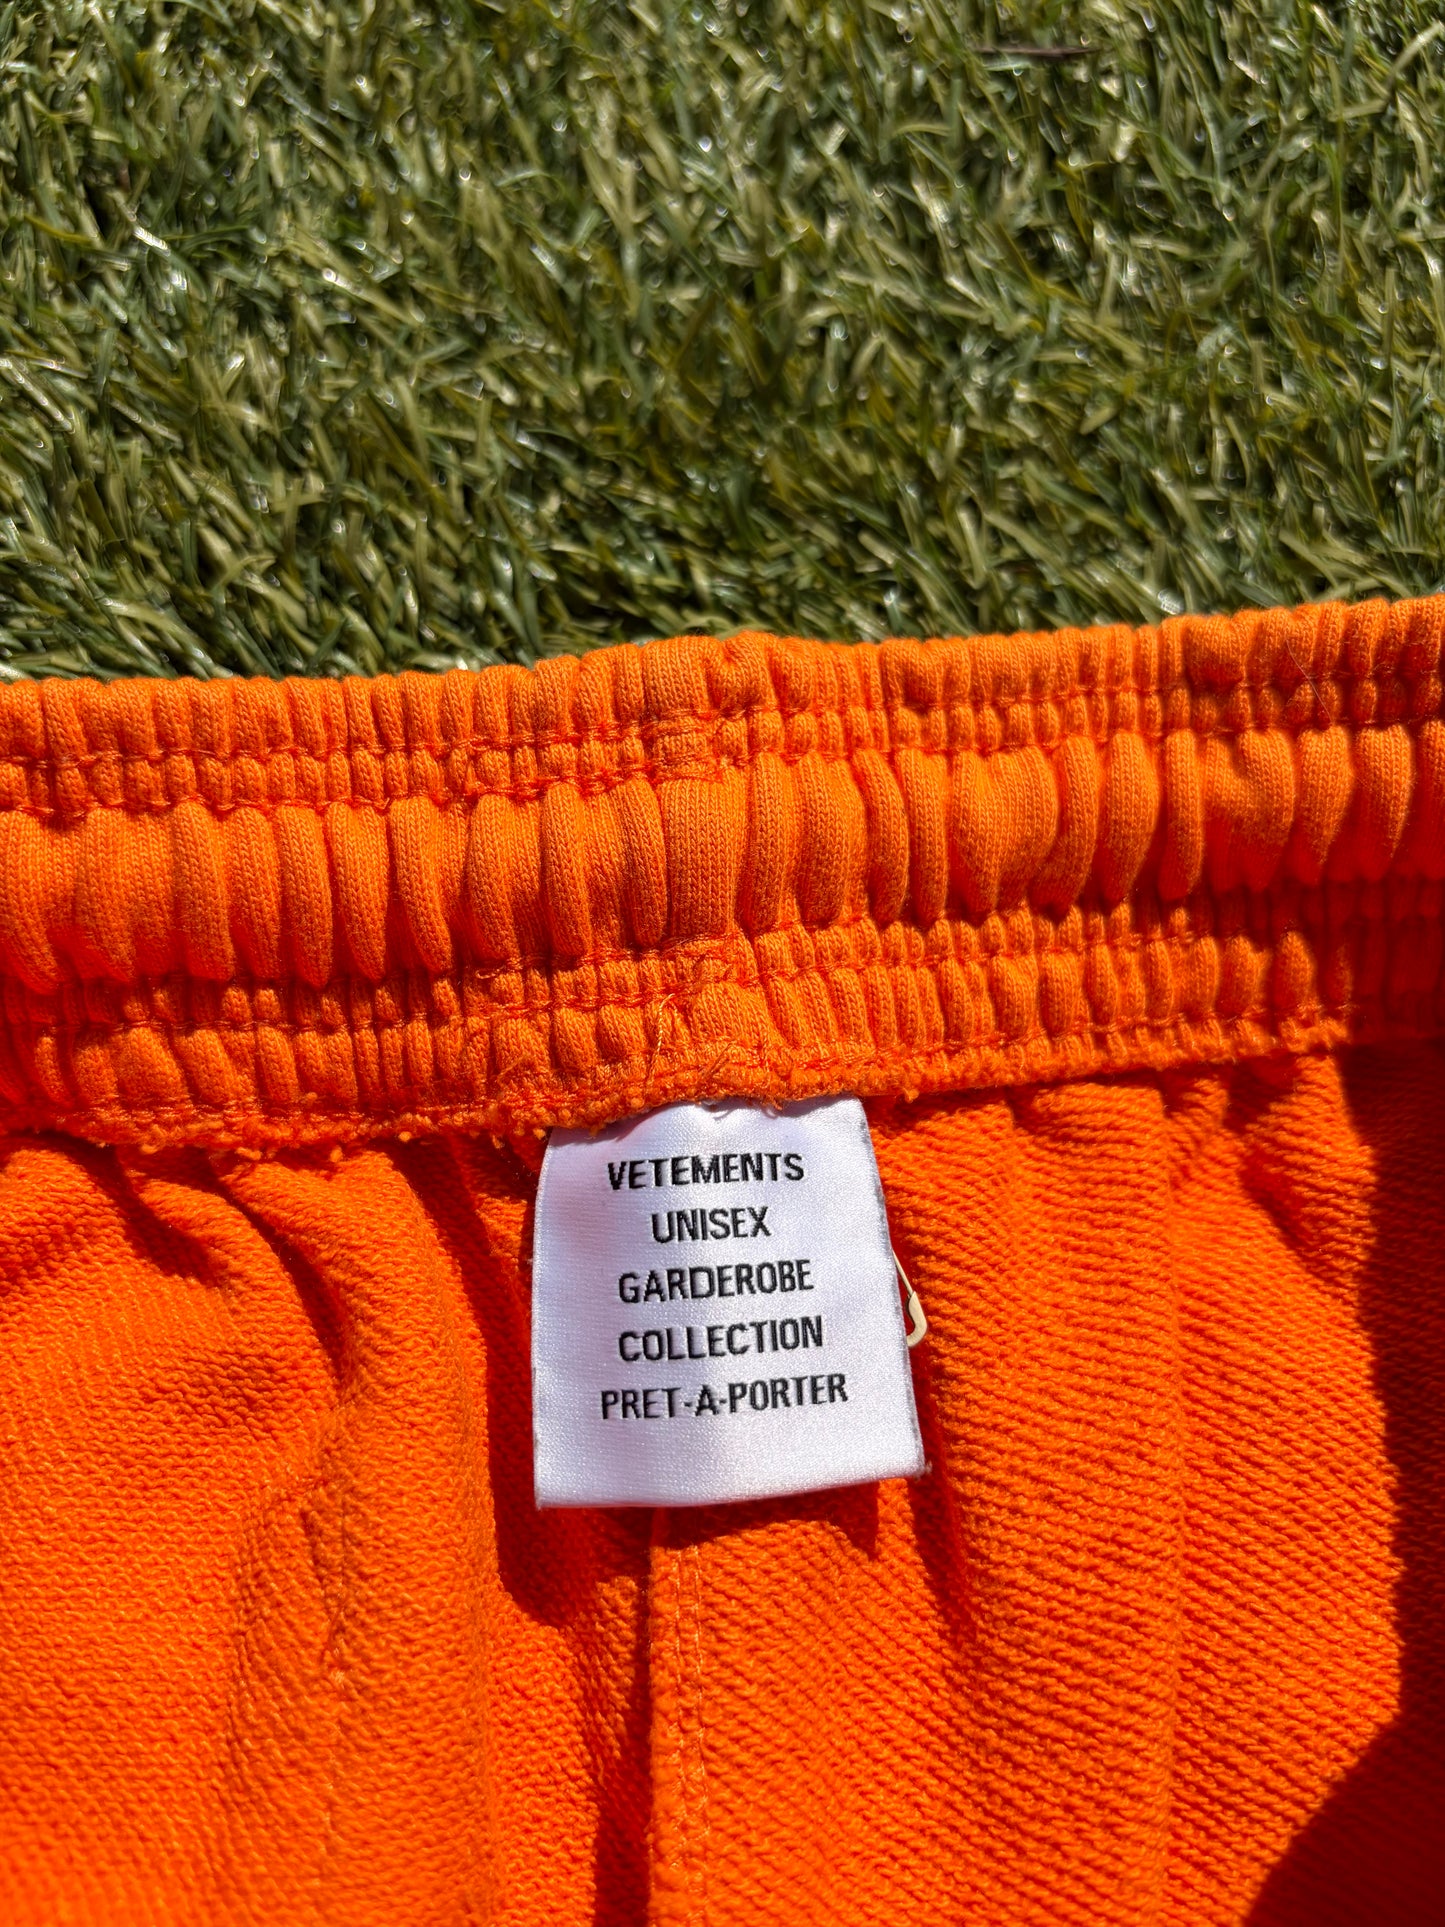 VETEMENTS
UNISEX
GARDEROBE
COLLECTION
PRET-A-PORTER